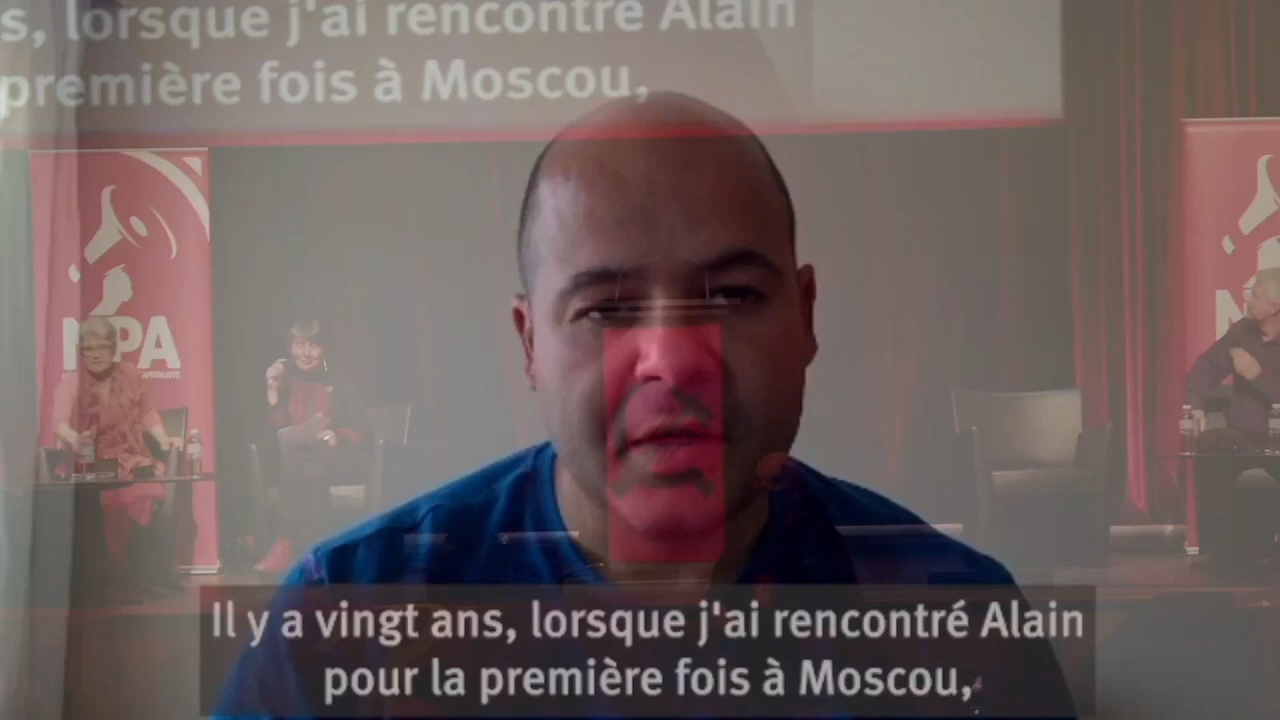 s, lorsque j'ai rencontré Alain
première fois à Moscou,
NPA
N
Il y a vingt ans, lorsque j'ai rencontré Alain
pour la première fois à Moscou,